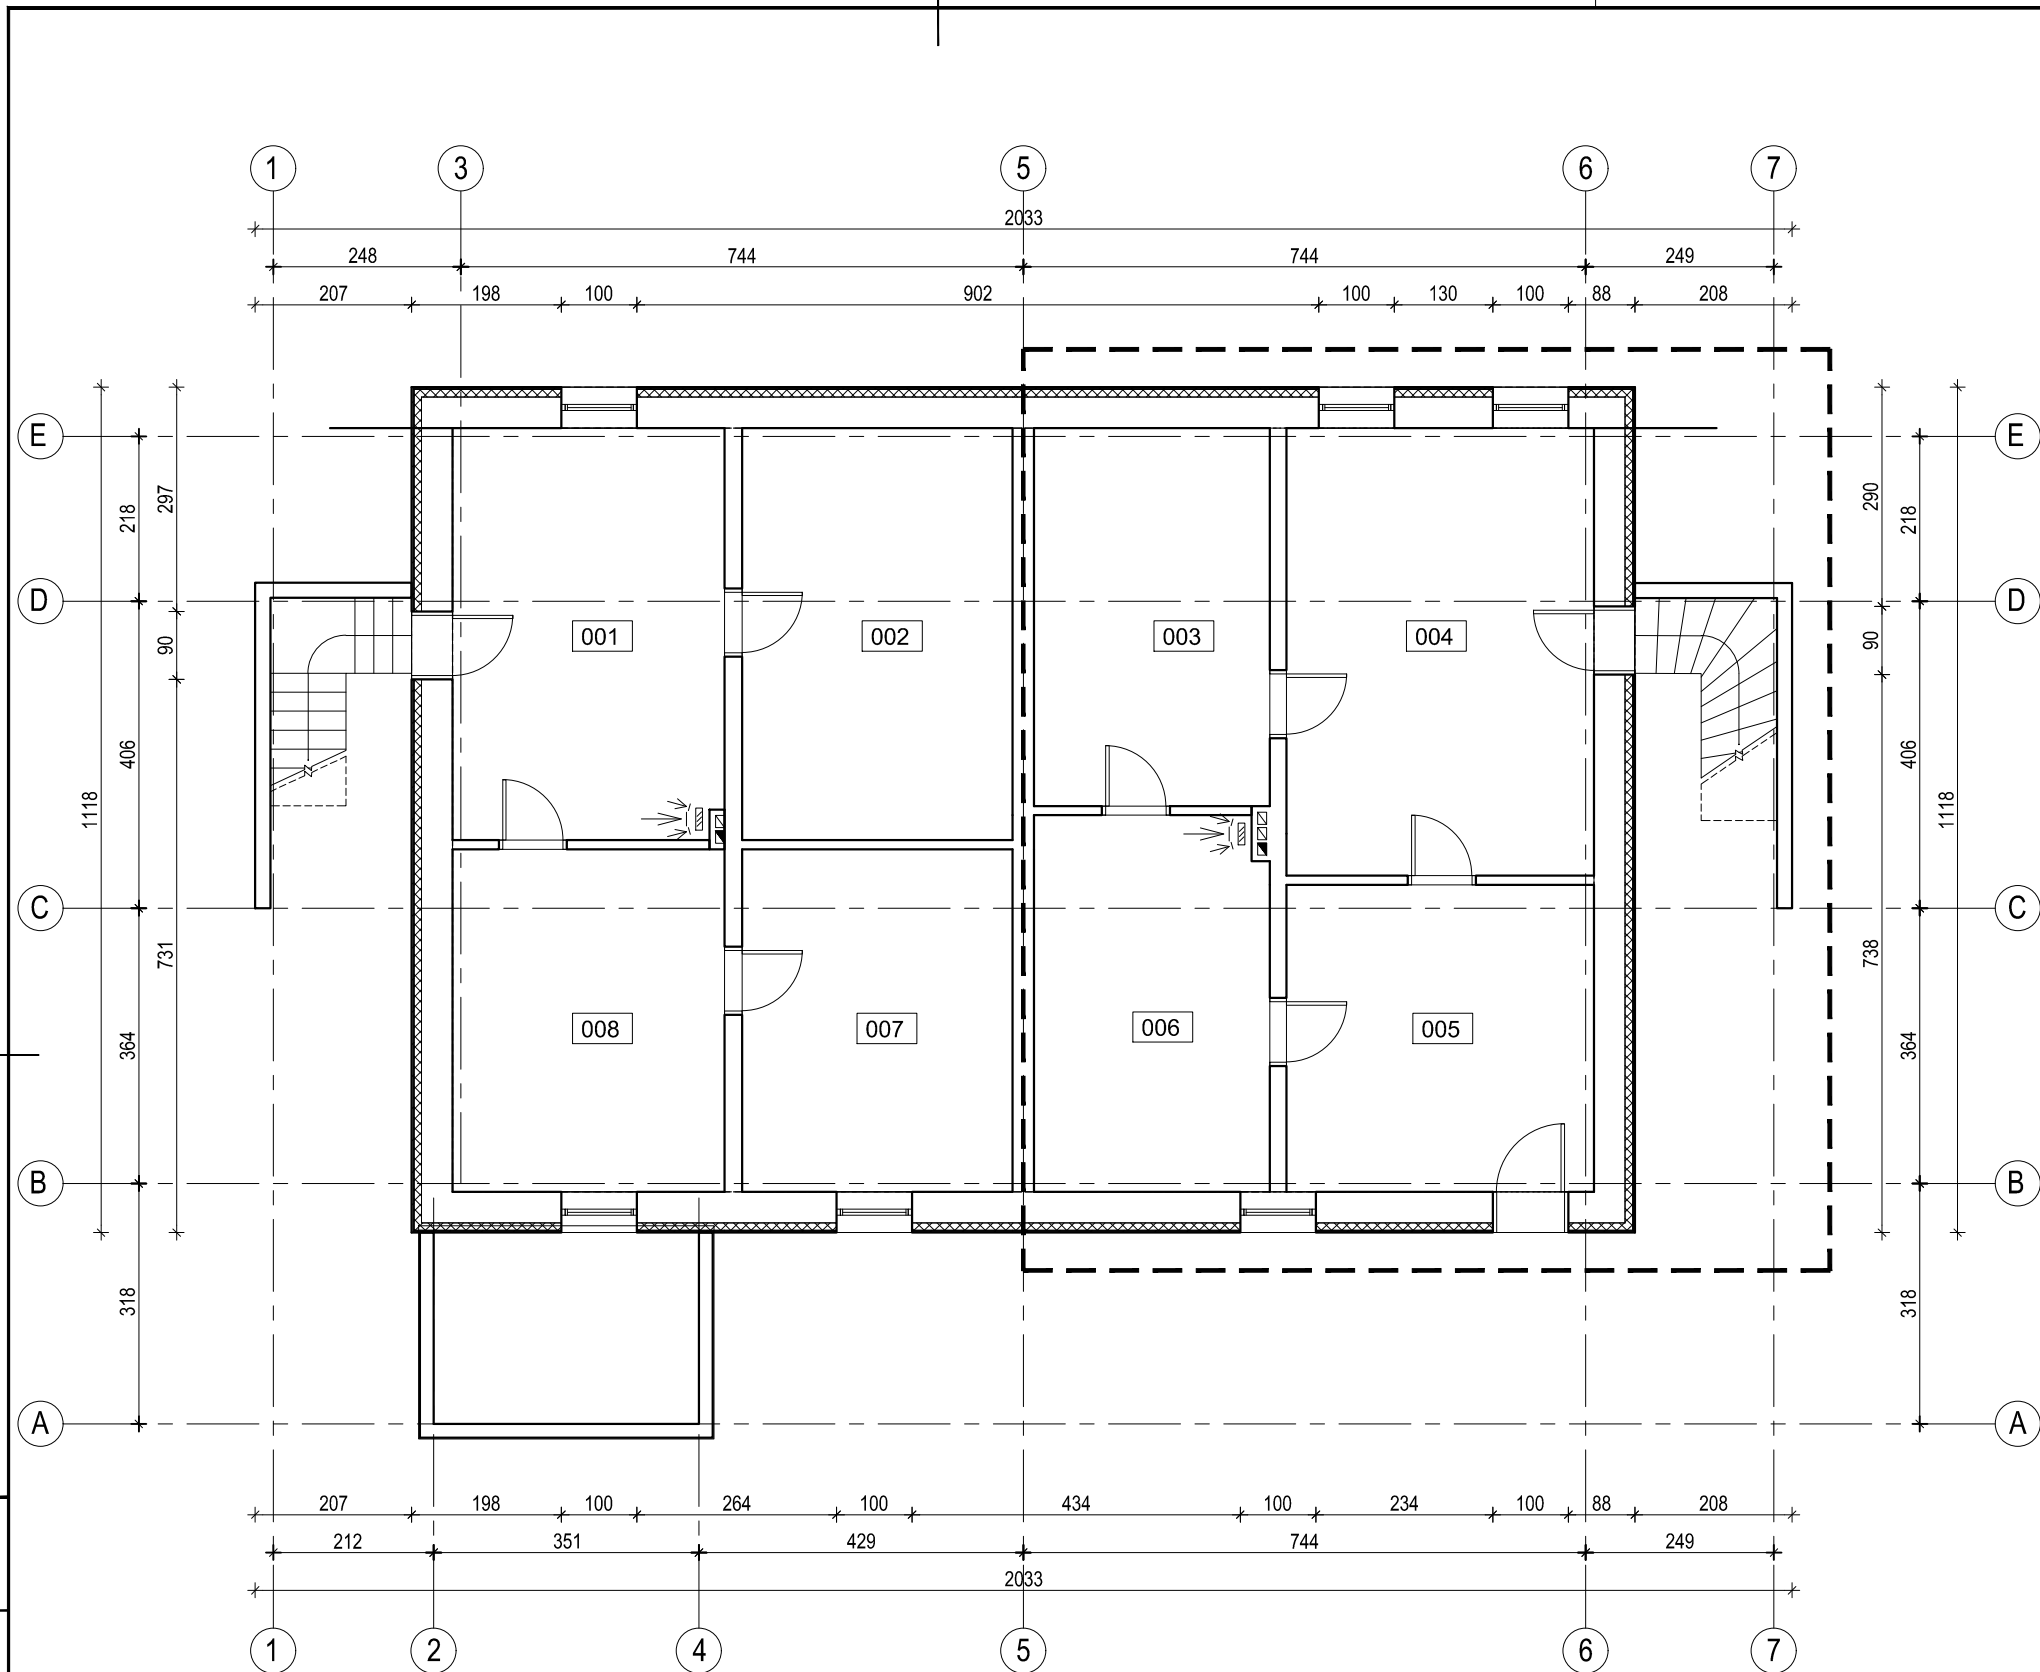 1 3 5 6 7
2033
248 744 744 249
207 198 100 902 100 130 100 88 208
E 218 297 290 218 E
D D
90 90
001 002 003 004
1118 406 406 1118
C C
731 738
364 008 007 006 005 364
B B
318 318
A A
207 198 100 264 100 434 100 234 100 88 208
212 351 429 744 249
2033
1 2 4 5 6 7